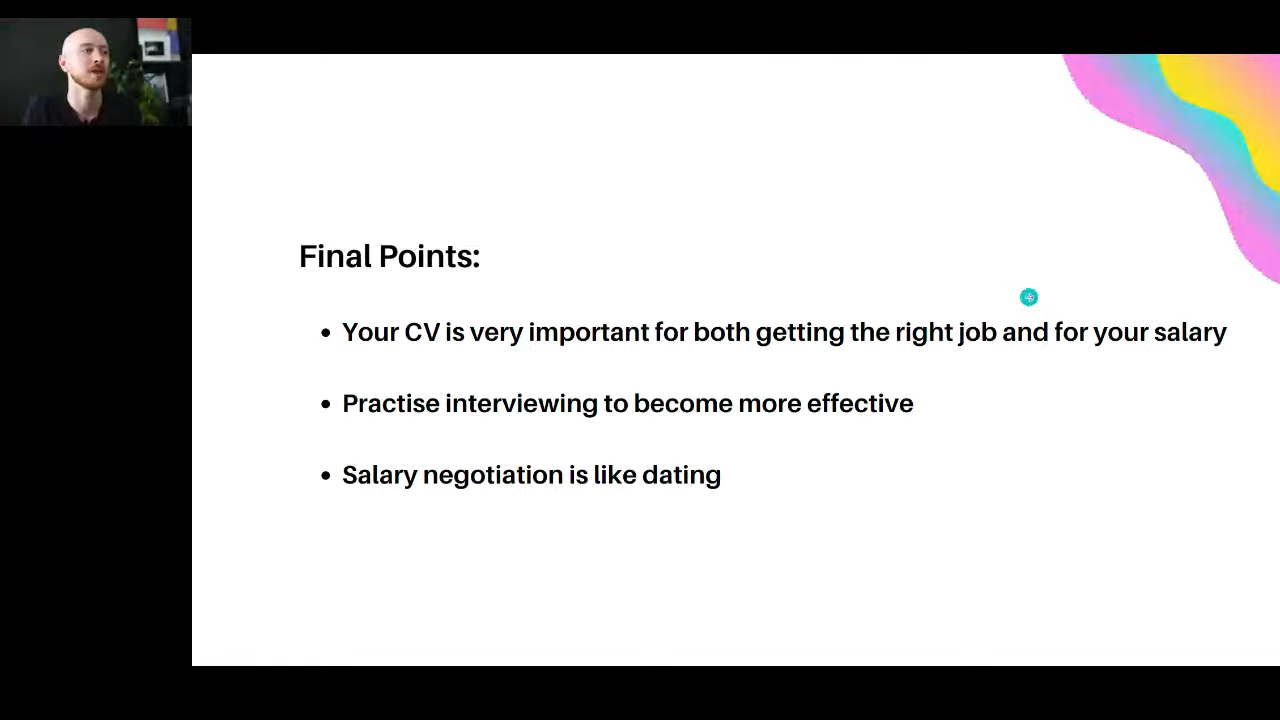 Final Points:
• Your CV is very important for both getting the right job and for your salary
• Practise interviewing to become more effective
• Salary negotiation is like dating